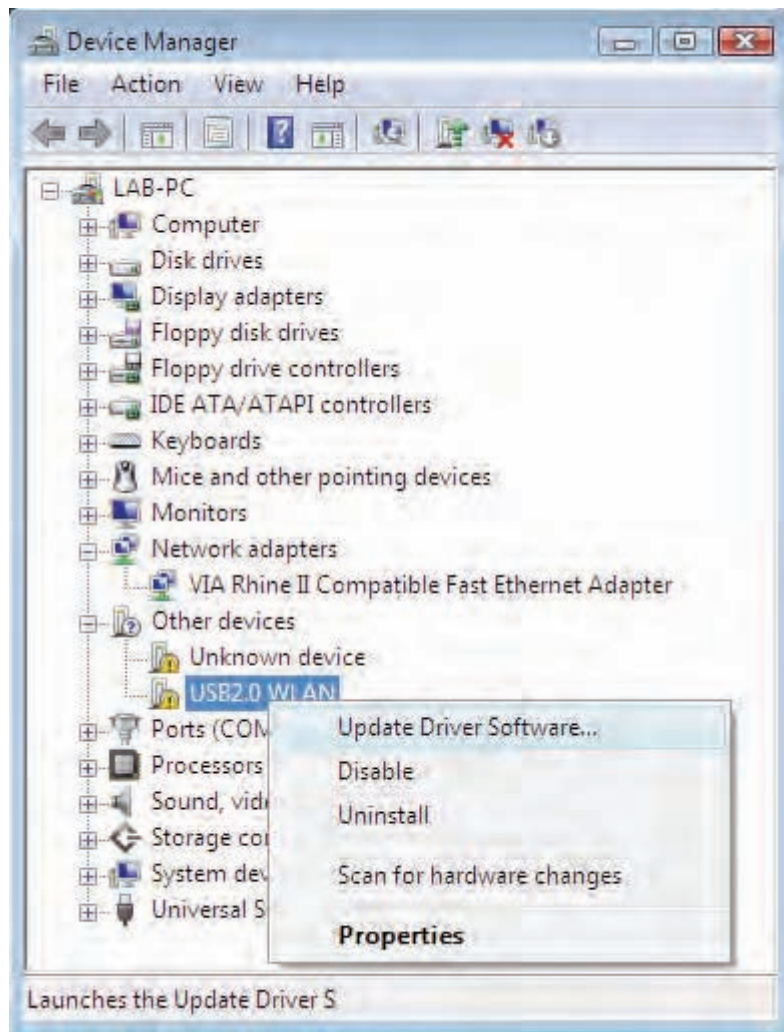 Device Manager
File Action View Help
LAB-PC
Computer
Disk drives
Display adapters
Floppy disk drives
Floppy drive controllers
IDE ATA/ATAPI controllers
Keyboards
Mice and other pointing devices
Monitors
Network adapters
VIA Rhine II Compatible Fast Ethernet Adapter
Other devices
Unknown device
USB2.0 WLAN
Ports (COM
Processors
Sound, vid
Storage co
System dev
Universal S
Update Driver Software...
Disable
Uninstall
Scan for hardware changes
Properties
Launches the Update Driver S